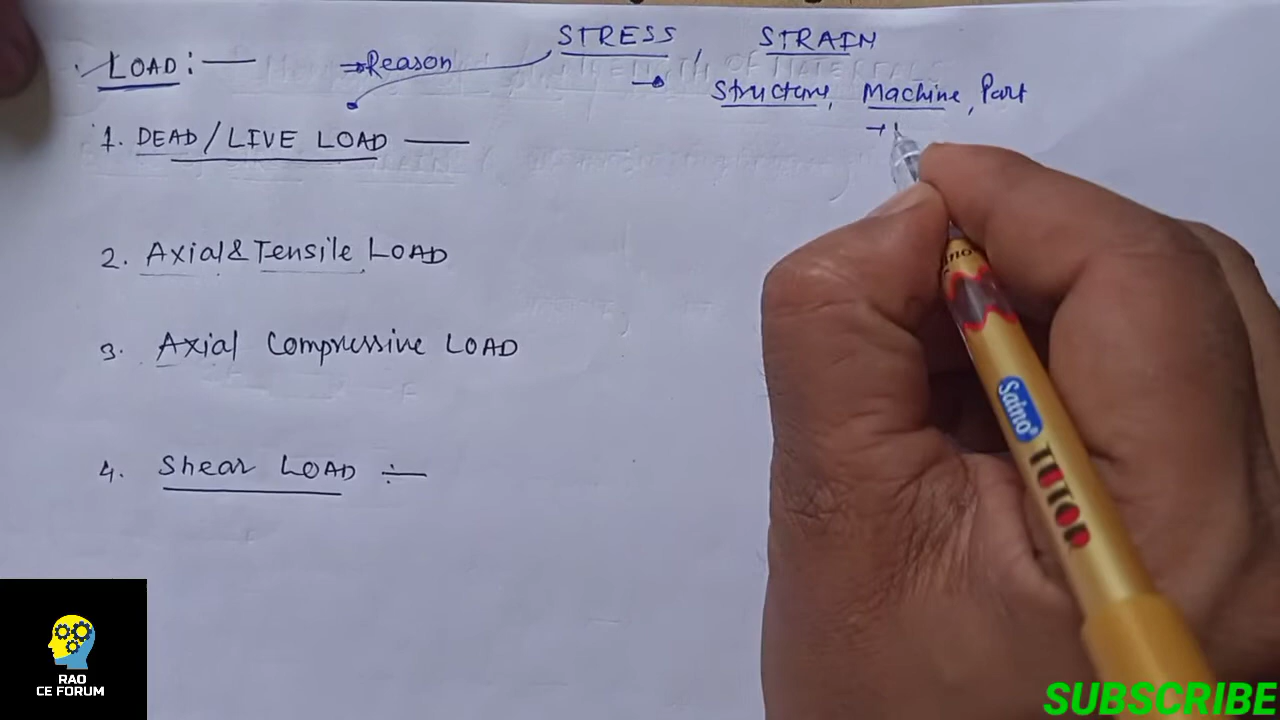 LOAD :— ⇒Reason STRESS, STRAIN
→ Structure, Machine, Part
1. DEAD/LIVE LOAD —
2. Axial & Tensile LOAD
3. Axial Compressive LOAD
4. Shear LOAD ÷
Saino TUTOR
RAO
CE FORUM
SUBSCRIBE